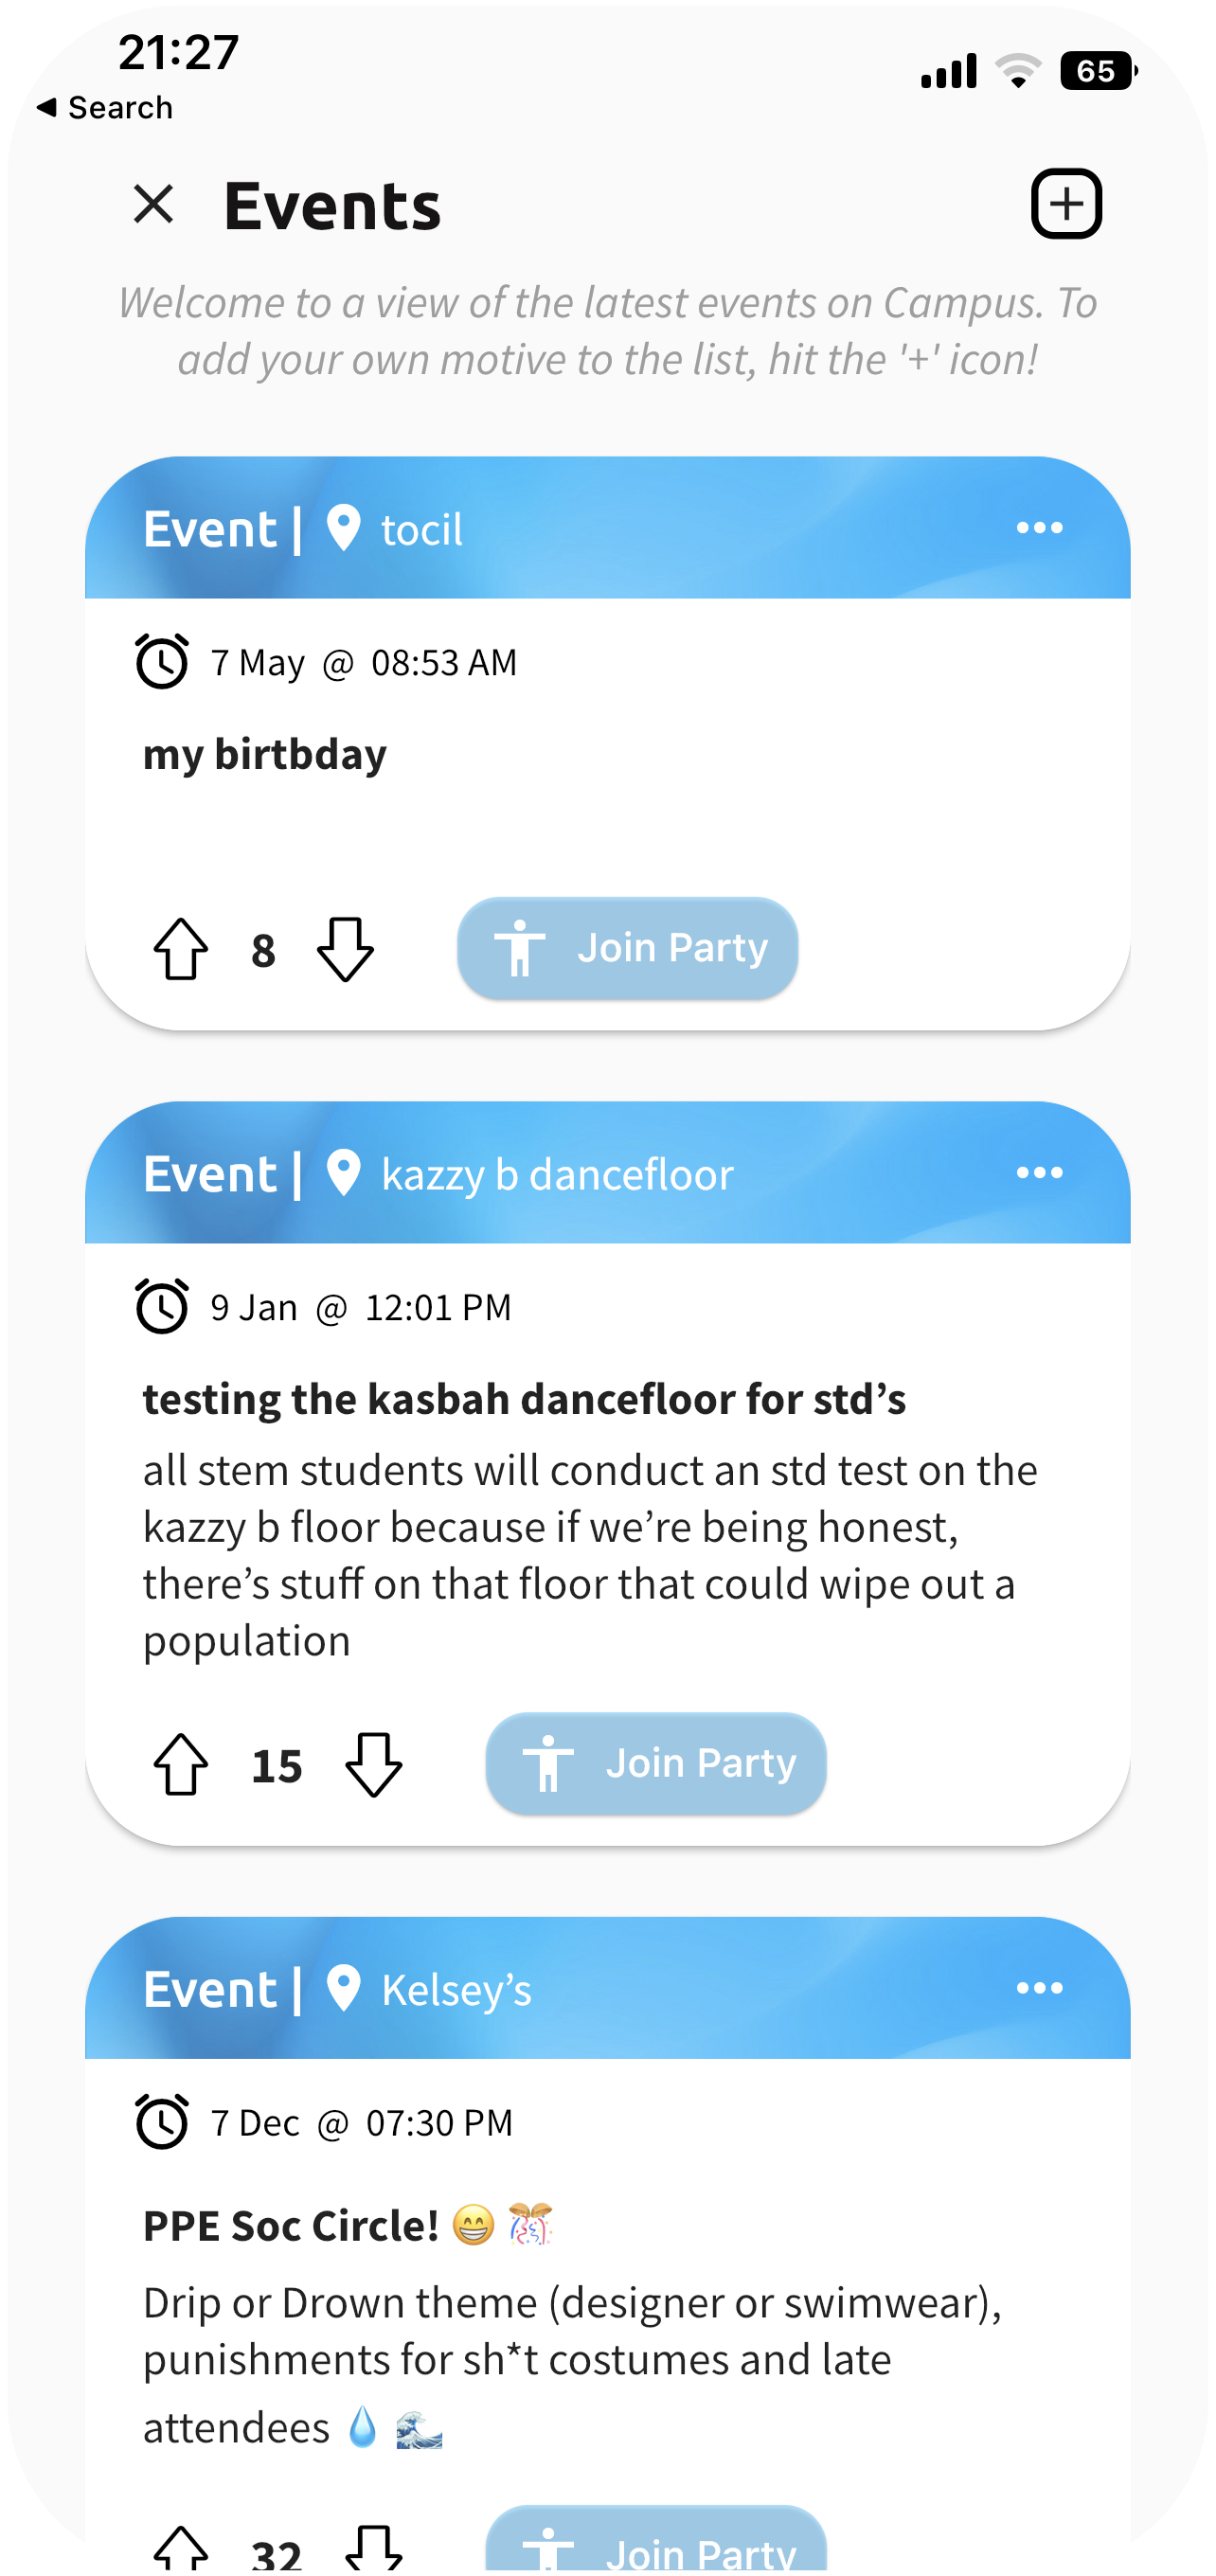 21:27
65
◀ Search
Events
Welcome to a view of the latest events on Campus. To
add your own motive to the list, hit the '+' icon!
Event | tocil
7 May @ 08:53 AM
my birtbday
8 Join Party
Event | kazzy b dancefloor
9 Jan @ 12:01 PM
testing the kasbah dancefloor for std’s
all stem students will conduct an std test on the
kazzy b floor because if we’re being honest,
there’s stuff on that floor that could wipe out a
population
15 Join Party
Event | Kelsey’s
7 Dec @ 07:30 PM
PPE Soc Circle! 😁 🎊
Drip or Drown theme (designer or swimwear),
punishments for sh*t costumes and late
attendees 💧 🌊
32 Join Party